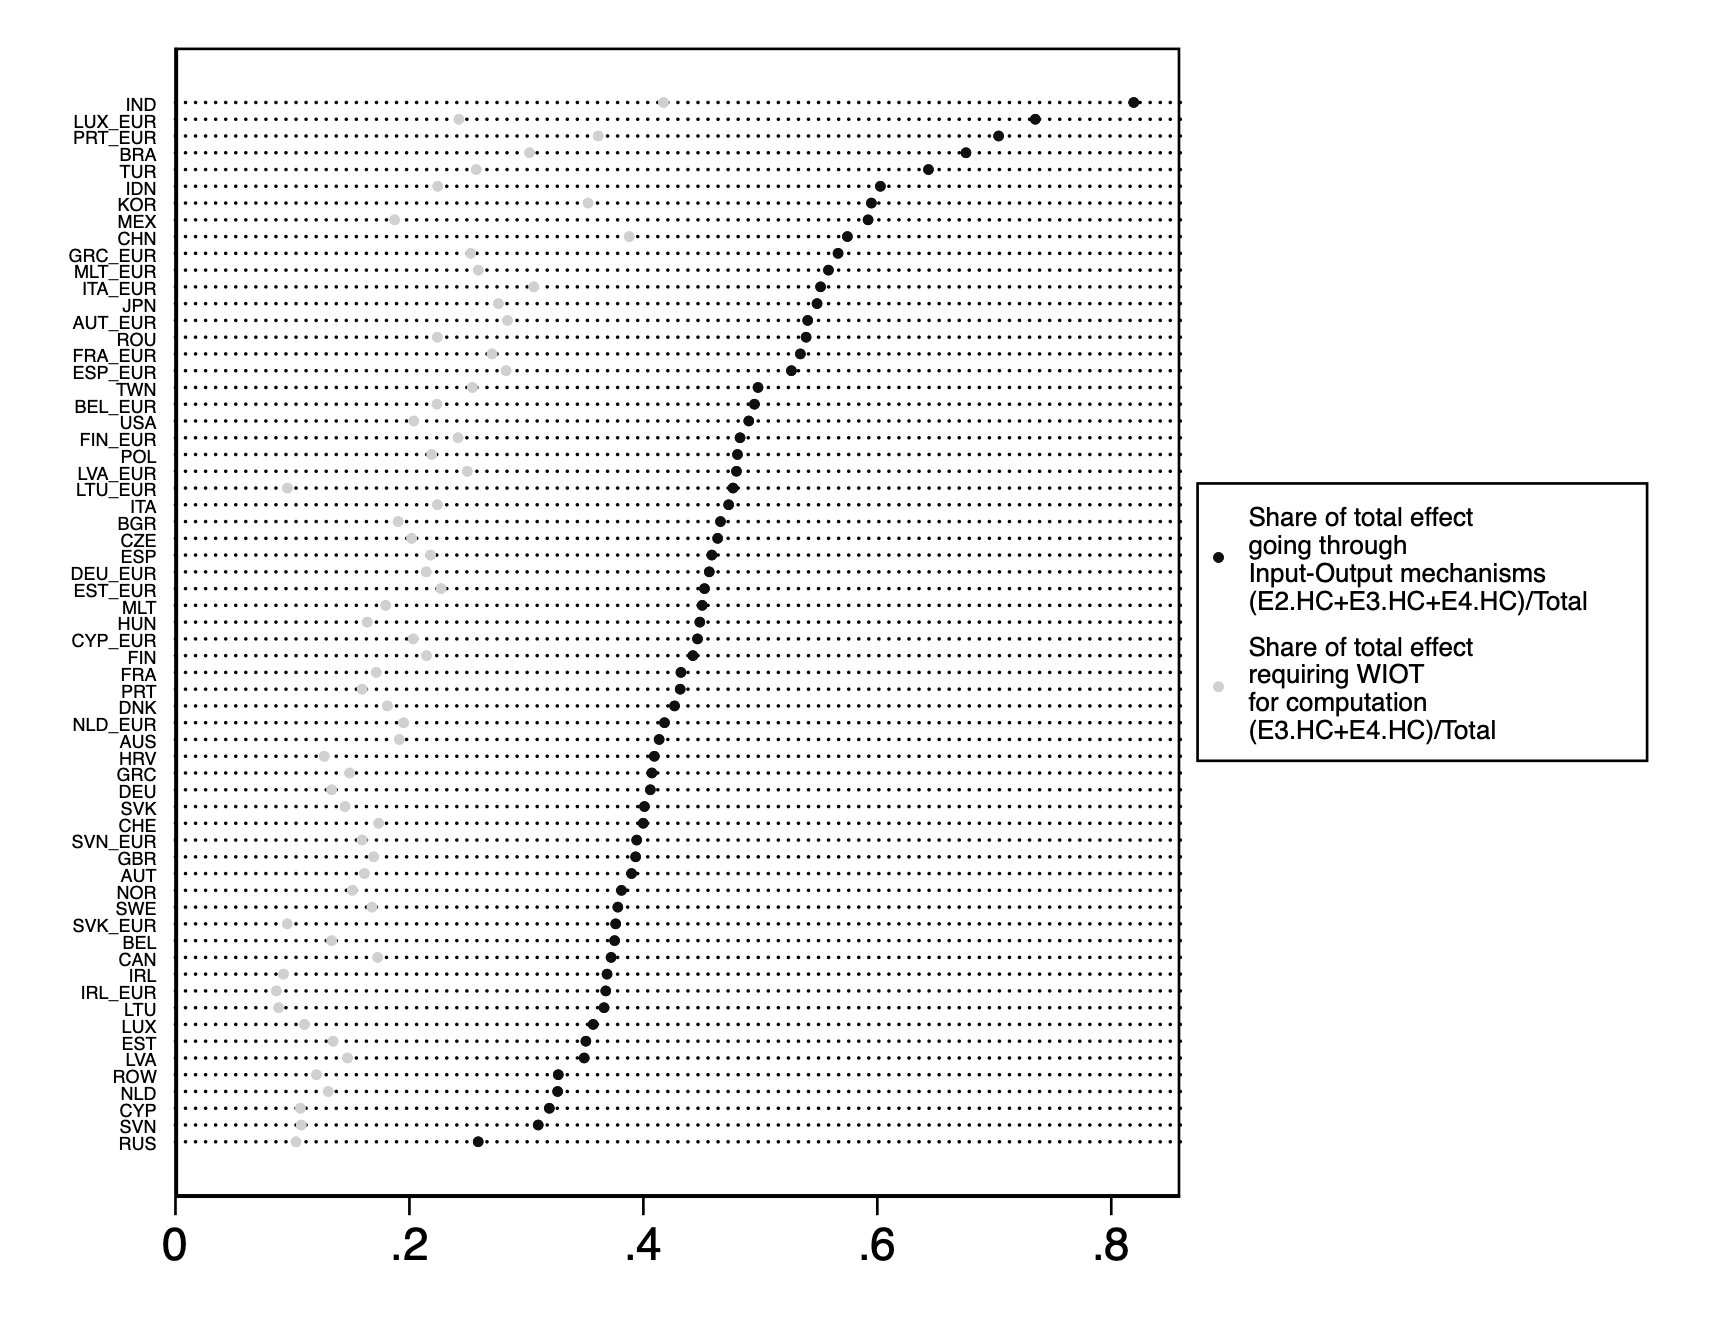 IND
LUX_EUR
PRT_EUR
BRA
TUR
IDN
KOR
MEX
CHN
GRC_EUR
MLT_EUR
ITA_EUR
JPN
AUT_EUR
ROU
FRA_EUR
ESP_EUR
TWN
BEL_EUR
USA
FIN_EUR
POL
LVA_EUR
LTU_EUR
ITA
BGR
CZE
ESP
DEU_EUR
EST_EUR
MLT
HUN
CYP_EUR
FIN
FRA
PRT
DNK
NLD_EUR
AUS
HRV
GRC
DEU
SVK
CHE
SVN_EUR
GBR
AUT
NOR
SWE
SVK_EUR
BEL
CAN
IRL
IRL_EUR
LTU
LUX
EST
LVA
ROW
NLD
CYP
SVN
RUS
0 .2 .4 .6 .8
Share of total effect
going through
Input-Output mechanisms
(E2.HC+E3.HC+E4.HC)/Total
Share of total effect
requiring WIOT
for computation
(E3.HC+E4.HC)/Total